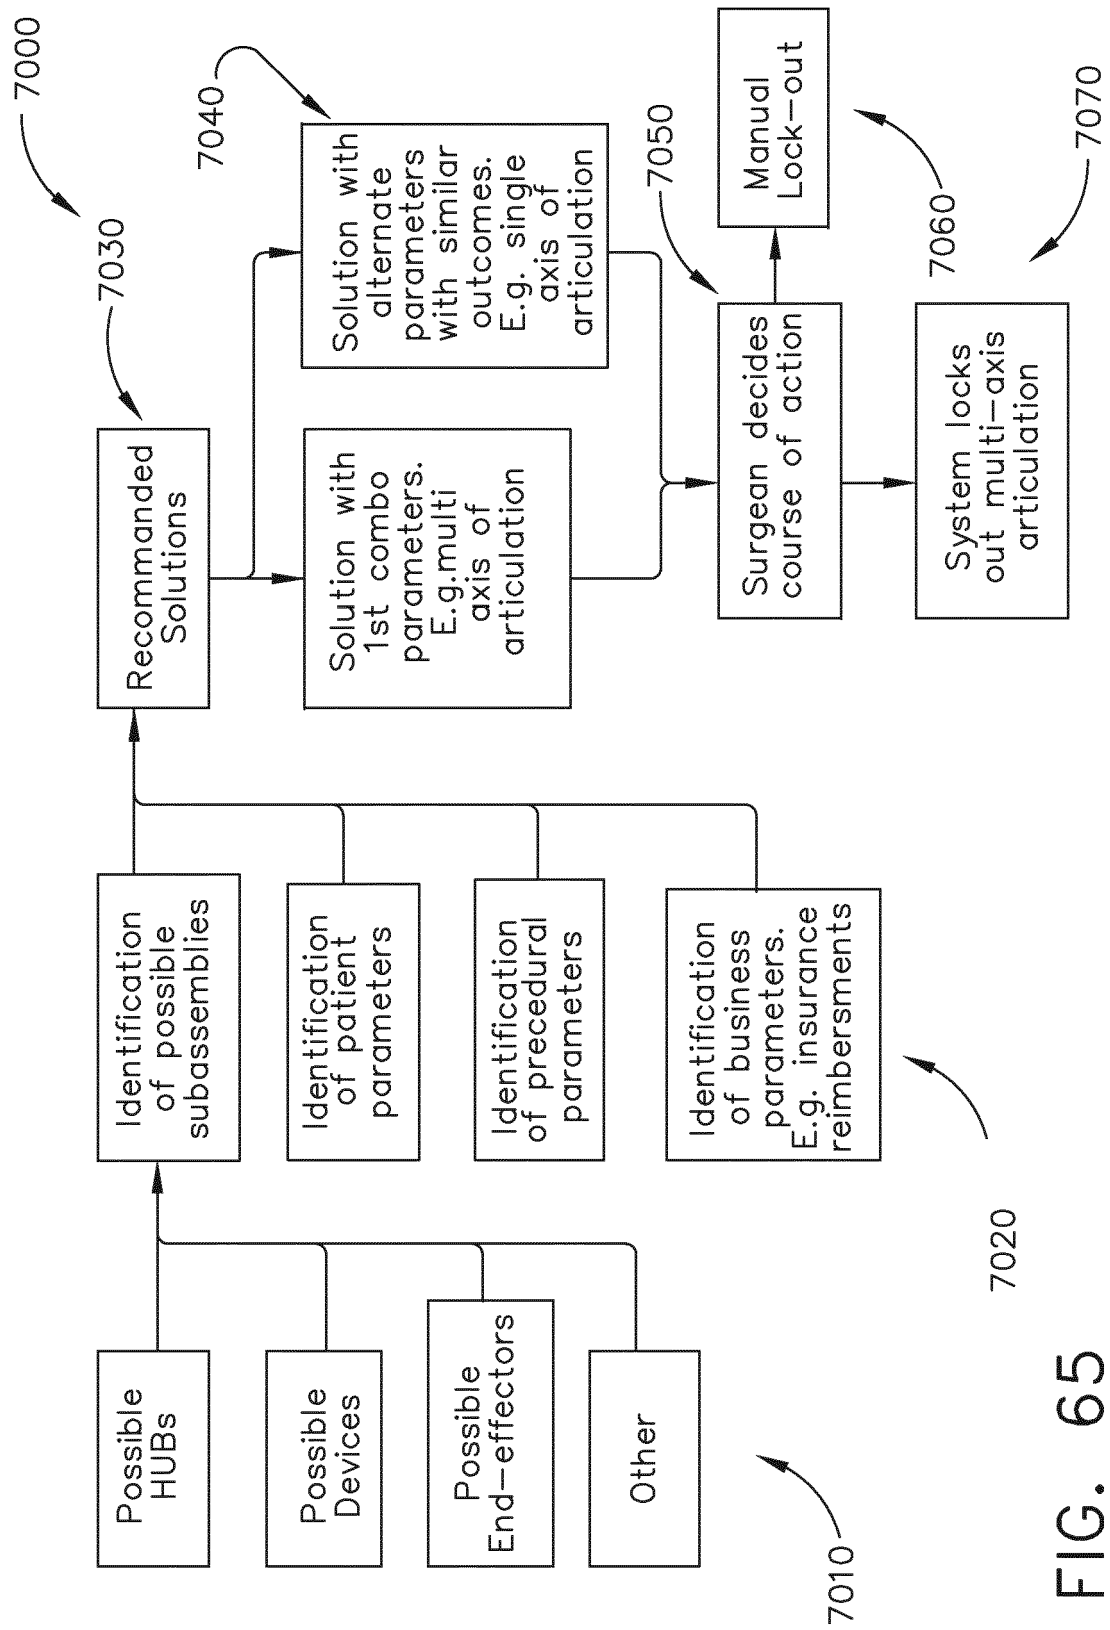 7000
Possible
HUBs
Possible
Devices
Possible
End-effectors
Other
7010
Identification
of possible
subassemblies
Identification
of patient
parameters
Identification
of precedural
parameters
Identification
of business
parameters.
E.g. insurance
reimbersments
7020
Recommanded
Solutions
7030
Solution with
1st combo
parameters.
E.g.multi
axis of
articulation
Solution with
alternate
parameters
with similar
outcomes.
E.g. single
axis of
articulation
7040
Surgean decides
course of action
7050
Manual
Lock-out
7060
System locks
out multi-axis
articulation
7070
FIG. 65